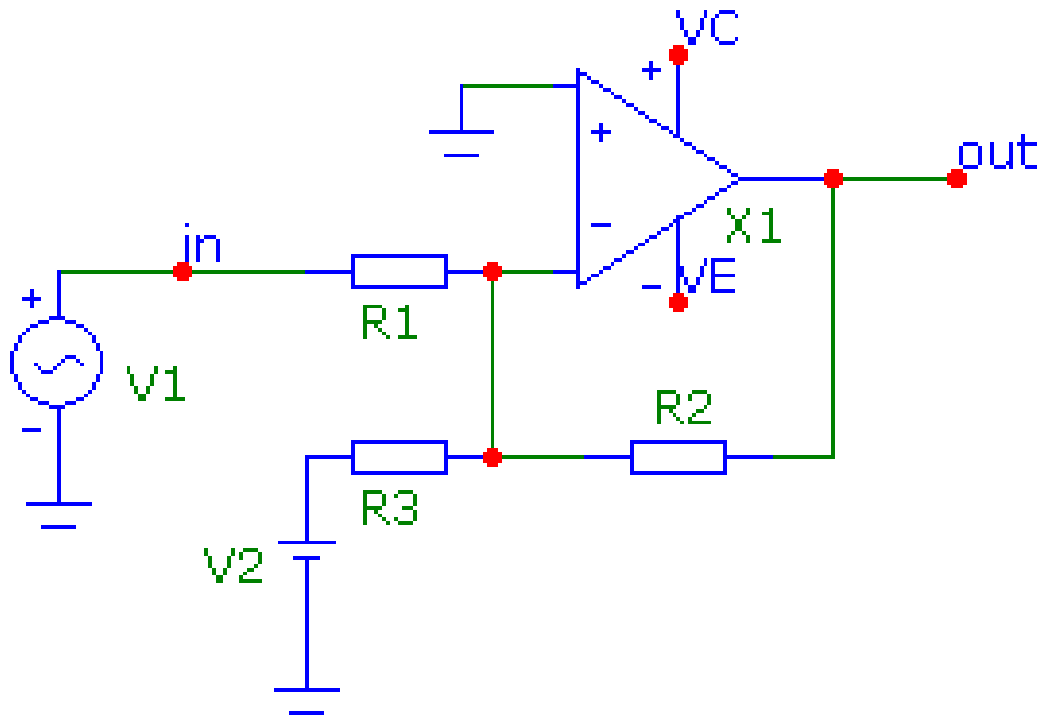 VC
+
+
out
X1
in
−
+
− VE
R1
V1
R2
−
R3
V2